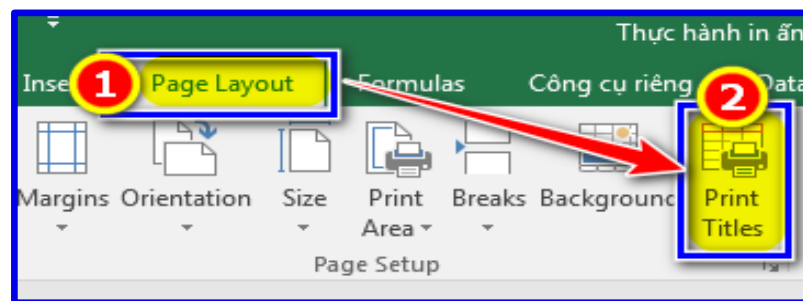 Thực hành in ấn
Inse 1 Page Layout Formulas Công cụ riêng 2 Data
Margins Orientation Size Print Area Breaks Background Print Titles
Page Setup